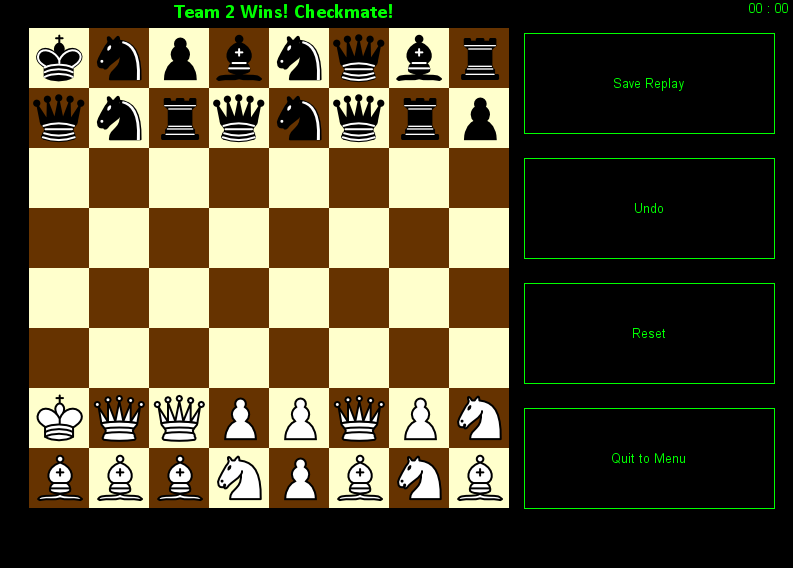 Team 2 Wins! Checkmate!
00 : 00
Save Replay
Undo
Reset
Quit to Menu